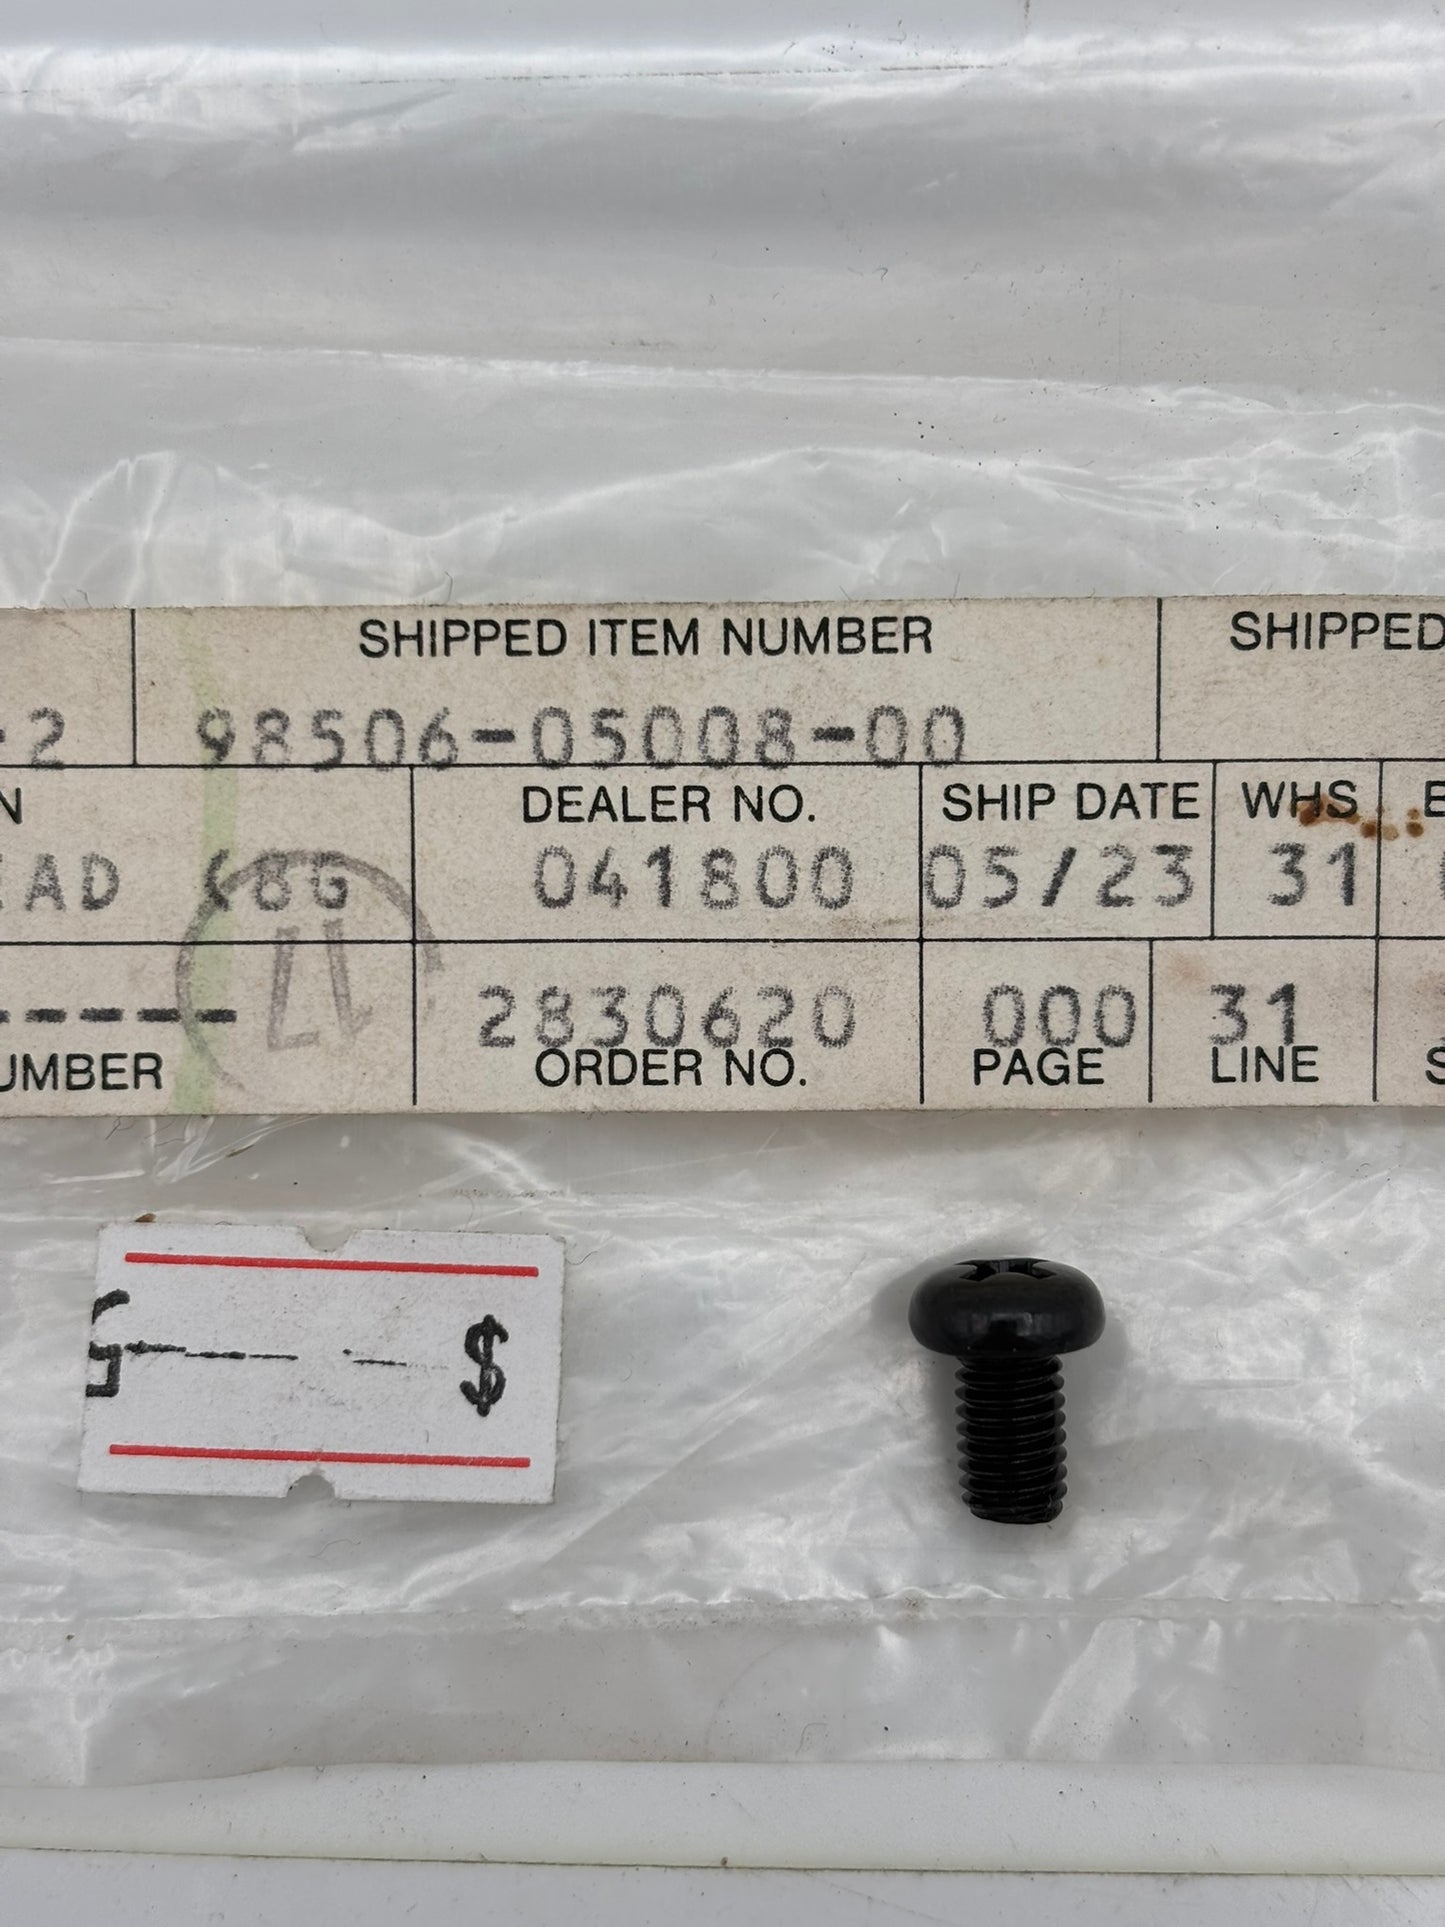 SHIPPED ITEM NUMBER SHIPPED
-2 98506-05008-00
N DEALER NO. SHIP DATE WHS
EAD 68G 041800 05/23 31
----- 2830620 000 31
UMBER ORDER NO. PAGE LINE S
17
$